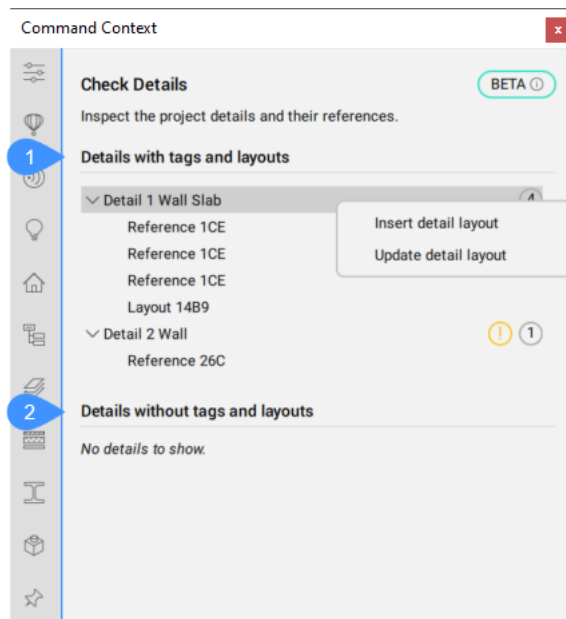 Command Context
x
Check Details
BETA
Inspect the project details and their references.
1
Details with tags and layouts
Detail 1 Wall Slab
4
Reference 1CE
Insert detail layout
Reference 1CE
Update detail layout
Reference 1CE
Layout 14B9
Detail 2 Wall
! 1
Reference 26C
2
Details without tags and layouts
No details to show.